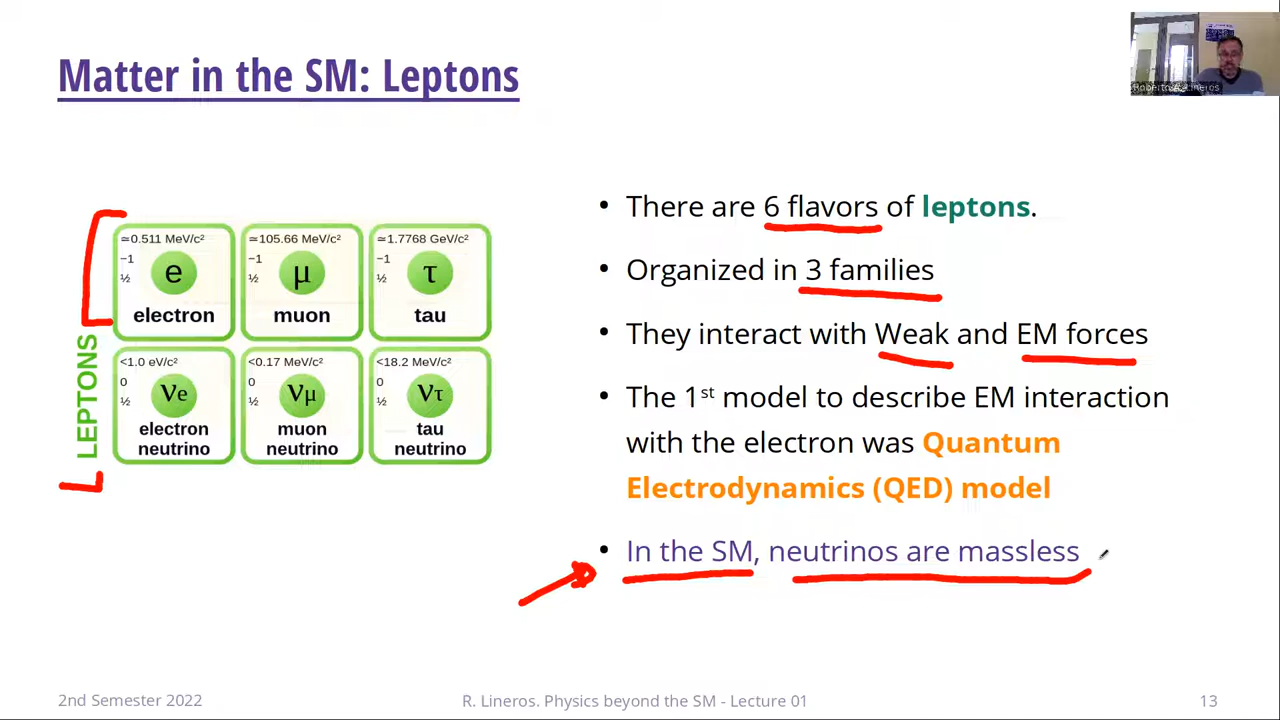 Matter in the SM: Leptons
LEPTONS
≃0.511 MeV/c²
−1
½
e
electron
≃105.66 MeV/c²
−1
½
μ
muon
≃1.7768 GeV/c²
−1
½
τ
tau
<1.0 eV/c²
0
½
νe
electron
neutrino
<0.17 MeV/c²
0
½
νμ
muon
neutrino
<18.2 MeV/c²
0
½
ντ
tau
neutrino
• There are 6 flavors of leptons.
• Organized in 3 families
• They interact with Weak and EM forces
• The 1st model to describe EM interaction
with the electron was Quantum
Electrodynamics (QED) model
• In the SM, neutrinos are massless
2nd Semester 2022
R. Lineros. Physics beyond the SM - Lecture 01
13